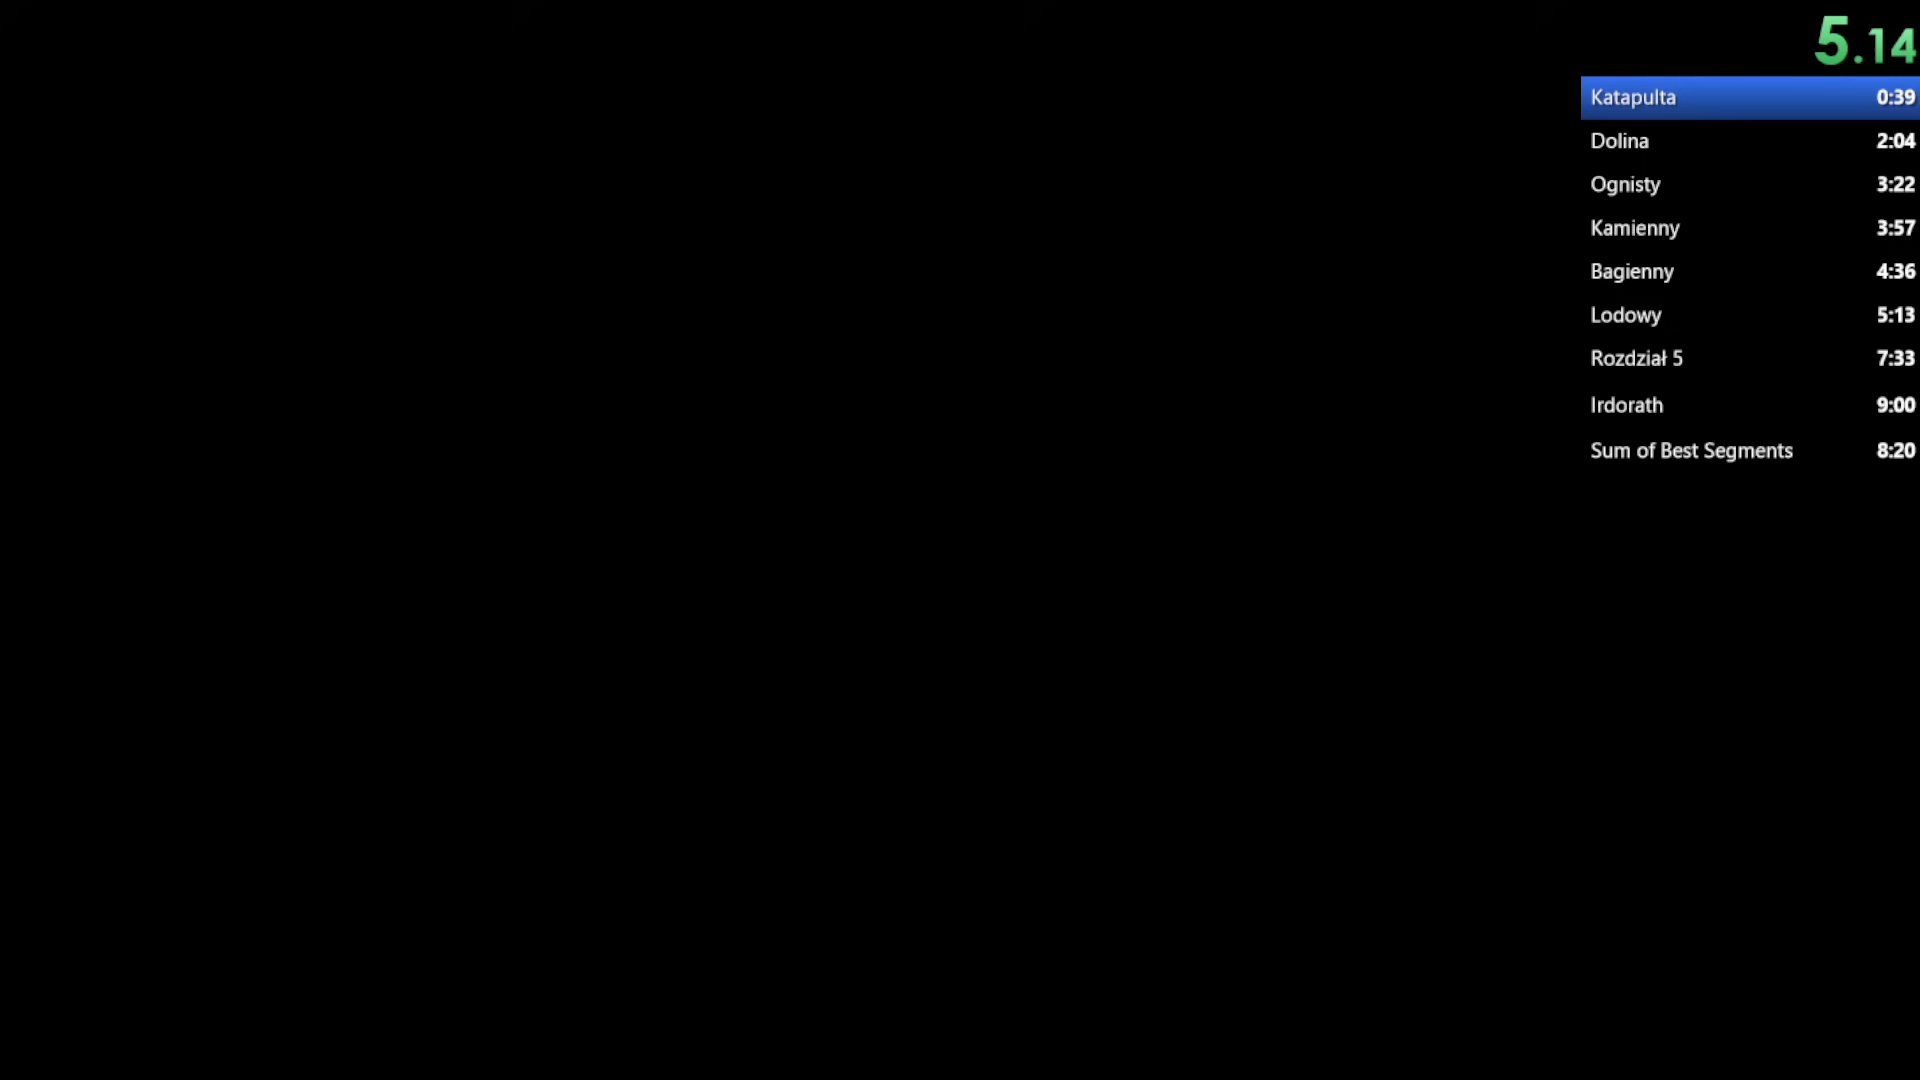 5.14
Katapulta 0:39
Dolina 2:04
Ognisty 3:22
Kamienny 3:57
Bagienny 4:36
Lodowy 5:13
Rozdział 5 7:33
Irdorath 9:00
Sum of Best Segments 8:20